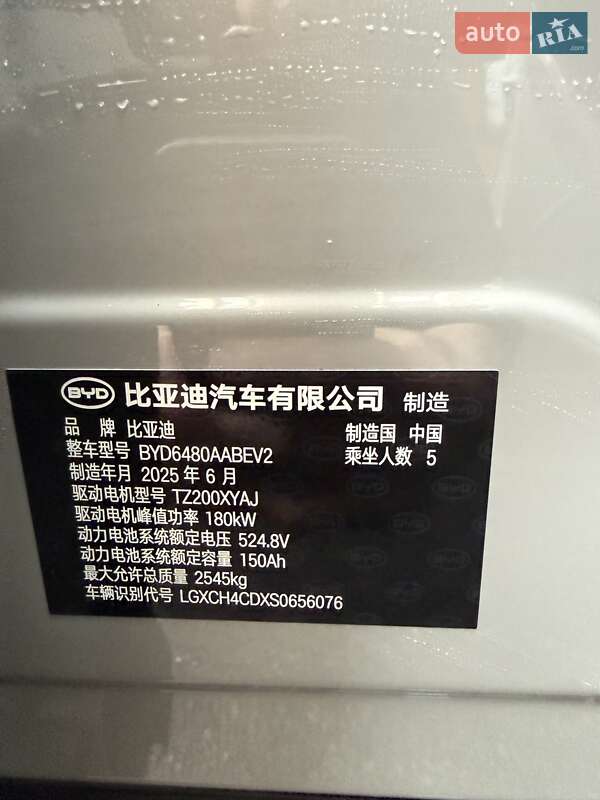 auto RIA .com
BYD 比亚迪汽车有限公司 制造
品 牌 比亚迪 制造国 中国
整车型号 BYD6480AABEV2 乘坐人数 5
制造年月 2025 年 6 月
驱动电机型号 TZ200XYAJ
驱动电机峰值功率 180kW
动力电池系统额定电压 524.8V
动力电池系统额定容量 150Ah
最大允许总质量 2545kg
车辆识别代号 LGXCH4CDXS0656076